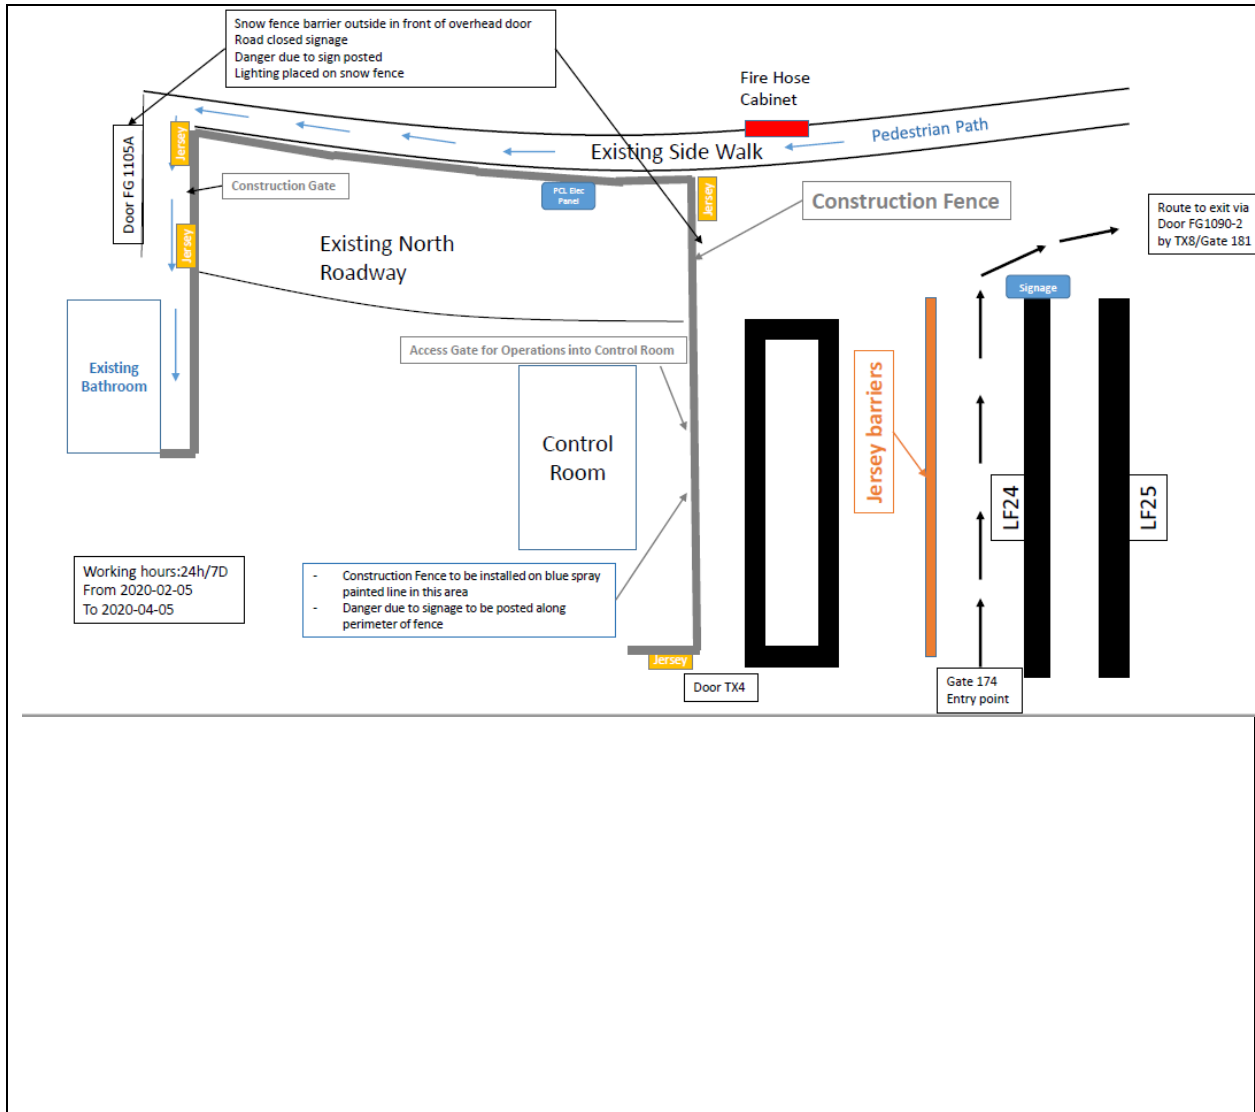 Snow fence barrier outside in front of overhead door
Road closed signage
Danger due to sign posted
Lighting placed on snow fence
Fire Hose
Cabinet
Pedestrian Path
Existing Side Walk
Door FG 1105A
Jersey
Construction Gate
PCL Elec
Panel
Jersey
Construction Fence
Route to exit via
Door FG1090-2
by TX8/Gate 181
Jersey
Existing North
Roadway
Signage
Access Gate for Operations into Control Room
Existing
Bathroom
Control
Room
Jersey barriers
LF24
LF25
Working hours:24h/7D
From 2020-02-05
To 2020-04-05
- Construction Fence to be installed on blue spray
painted line in this area
- Danger due to signage to be posted along
perimeter of fence
Jersey
Door TX4
Gate 174
Entry point